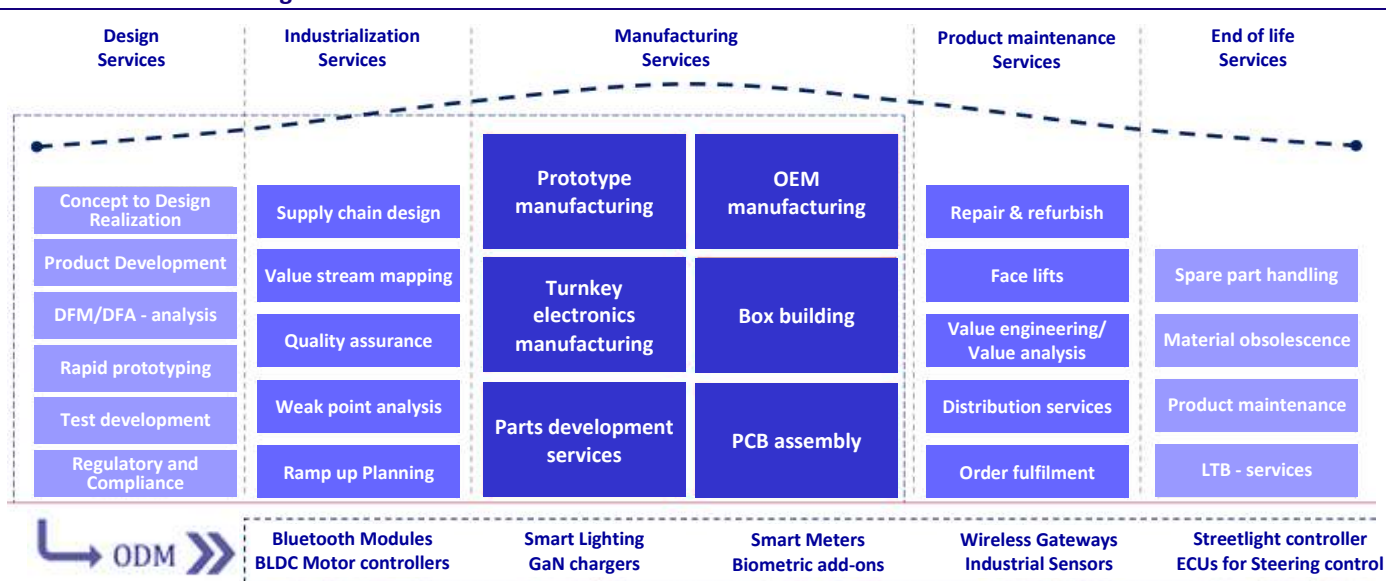 Design
Services
Industrialization
Services
Manufacturing
Services
Product maintenance
Services
End of life
Services
Concept to Design
Realization
Product Development
DFM/DFA - analysis
Rapid prototyping
Test development
Regulatory and
Compliance
Supply chain design
Value stream mapping
Quality assurance
Weak point analysis
Ramp up Planning
Prototype
manufacturing
OEM
manufacturing
Turnkey
electronics
manufacturing
Box building
Parts development
services
PCB assembly
Repair & refurbish
Face lifts
Value engineering/
Value analysis
Distribution services
Order fulfilment
Spare part handling
Material obsolescence
Product maintenance
LTB - services
ODM
Bluetooth Modules
BLDC Motor controllers
Smart Lighting
GaN chargers
Smart Meters
Biometric add-ons
Wireless Gateways
Industrial Sensors
Streetlight controller
ECUs for Steering control